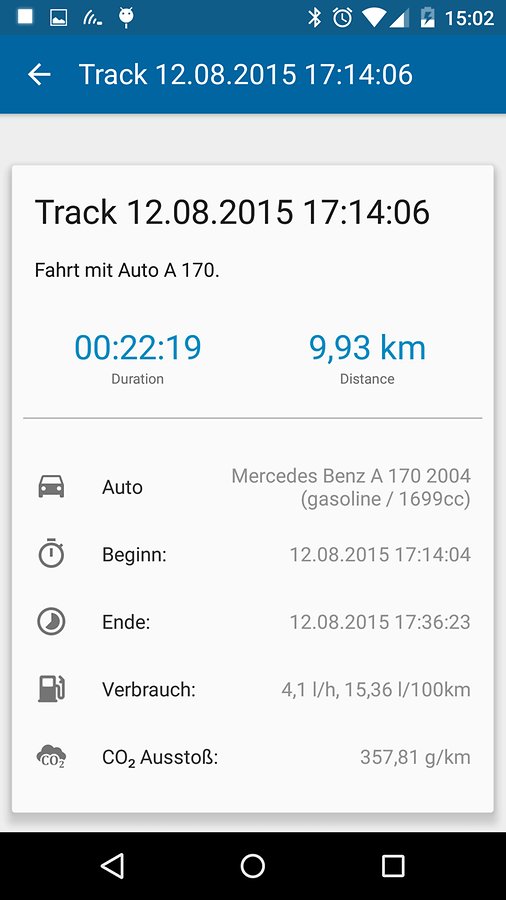 15:02
Track 12.08.2015 17:14:06
Track 12.08.2015 17:14:06
Fahrt mit Auto A 170.
00:22:19
9,93 km
Duration
Distance
Auto
Mercedes Benz A 170 2004
(gasoline / 1699cc)
Beginn:
12.08.2015 17:14:04
Ende:
12.08.2015 17:36:23
Verbrauch:
4,1 l/h, 15,36 l/100km
CO₂
CO₂ Ausstoß:
357,81 g/km